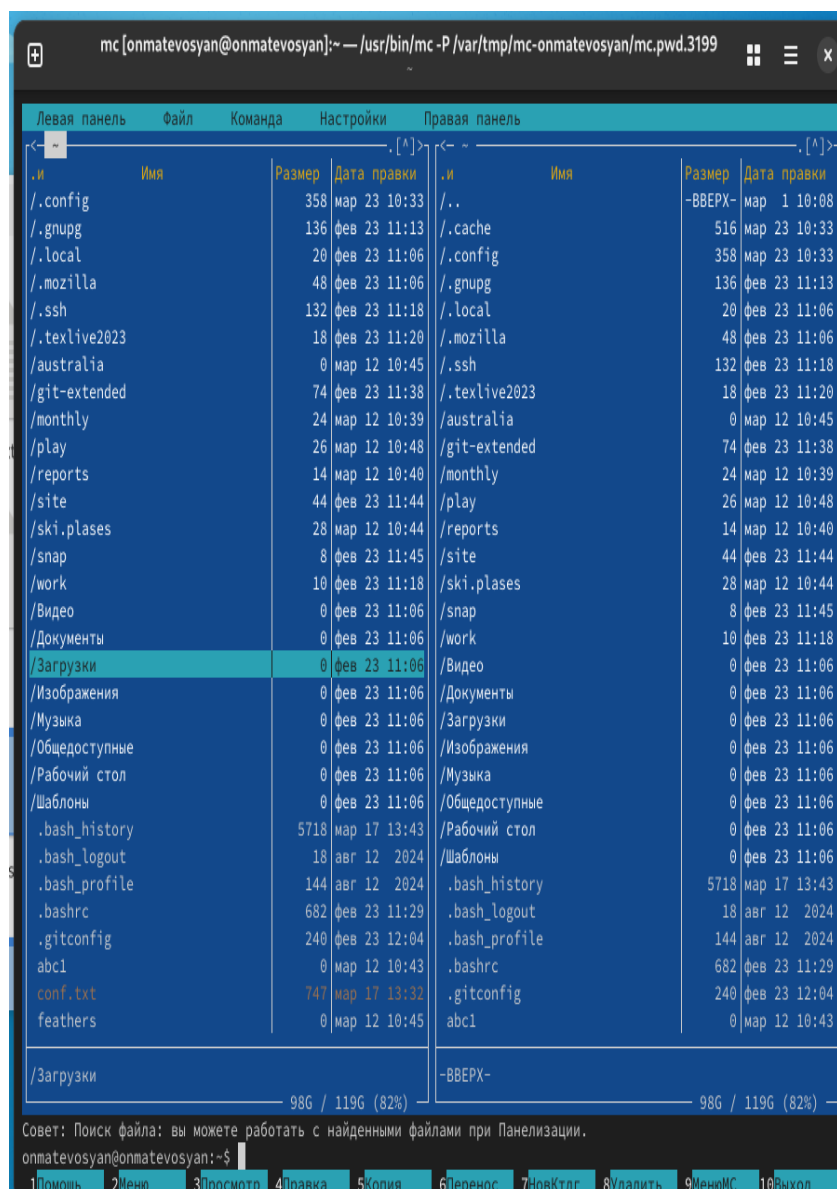 mc [onmatevosyan@onmatevosyan]:~ — /usr/bin/mc -P /var/tmp/mc-onmatevosyan/mc.pwd.3199
~
Левая панель Файл Команда Настройки Правая панель
<- ~ .[^]> <- ~ .[^]>
.и Имя Размер Дата правки .и Имя Размер Дата правки
/.config 358 мар 23 10:33 /.. -ВВЕРХ- мар 1 10:08
/.gnupg 136 фев 23 11:13 /.cache 516 мар 23 10:33
/.local 20 фев 23 11:06 /.config 358 мар 23 10:33
/.mozilla 48 фев 23 11:06 /.gnupg 136 фев 23 11:13
/.ssh 132 фев 23 11:18 /.local 20 фев 23 11:06
/.texlive2023 18 фев 23 11:20 /.mozilla 48 фев 23 11:06
/australia 0 мар 12 10:45 /.ssh 132 фев 23 11:18
/git-extended 74 фев 23 11:38 /.texlive2023 18 фев 23 11:20
/monthly 24 мар 12 10:39 /australia 0 мар 12 10:45
/play 26 мар 12 10:48 /git-extended 74 фев 23 11:38
/reports 14 мар 12 10:40 /monthly 24 мар 12 10:39
/site 44 фев 23 11:44 /play 26 мар 12 10:48
/ski.plases 28 мар 12 10:44 /reports 14 мар 12 10:40
/snap 8 фев 23 11:45 /site 44 фев 23 11:44
/work 10 фев 23 11:18 /ski.plases 28 мар 12 10:44
/Видео 0 фев 23 11:06 /snap 8 фев 23 11:45
/Документы 0 фев 23 11:06 /work 10 фев 23 11:18
/Загрузки 0 фев 23 11:06 /Видео 0 фев 23 11:06
/Изображения 0 фев 23 11:06 /Документы 0 фев 23 11:06
/Музыка 0 фев 23 11:06 /Загрузки 0 фев 23 11:06
/Общедоступные 0 фев 23 11:06 /Изображения 0 фев 23 11:06
/Рабочий стол 0 фев 23 11:06 /Музыка 0 фев 23 11:06
/Шаблоны 0 фев 23 11:06 /Общедоступные 0 фев 23 11:06
.bash_history 5718 мар 17 13:43 /Рабочий стол 0 фев 23 11:06
.bash_logout 18 авг 12 2024 /Шаблоны 0 фев 23 11:06
.bash_profile 144 авг 12 2024 .bash_history 5718 мар 17 13:43
.bashrc 682 фев 23 11:29 .bash_logout 18 авг 12 2024
.gitconfig 240 фев 23 12:04 .bash_profile 144 авг 12 2024
abc1 0 мар 12 10:43 .bashrc 682 фев 23 11:29
conf.txt 747 мар 17 13:32 .gitconfig 240 фев 23 12:04
feathers 0 мар 12 10:45 abc1 0 мар 12 10:43
/Загрузки -ВВЕРХ-
98G / 119G (82%) 98G / 119G (82%)
Совет: Поиск файла: вы можете работать с найденными файлами при Панелизации.
onmatevosyan@onmatevosyan:~$
1Помощь 2Меню 3Просмотр 4Правка 5Копия 6Перенос 7НовКтлг 8Удалить 9МенюMC 10Выход